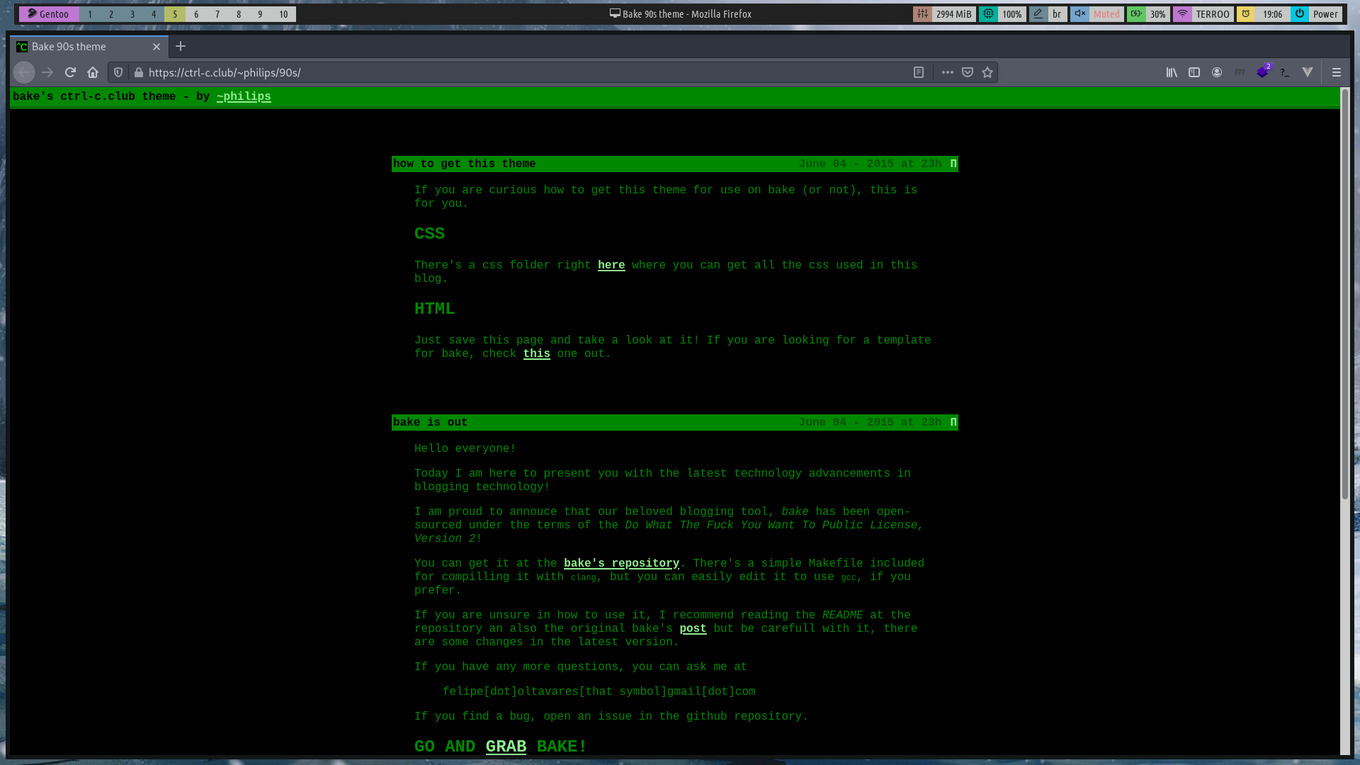 Gentoo 1 2 3 4 5 6 7 8 9 10
Bake 90s theme - Mozilla Firefox
2994 MiB 100% br Muted 30% TERROO 19:06 Power
^C Bake 90s theme
https://ctrl-c.club/~philips/90s/
2
bake's ctrl-c.club theme - by ~philips
how to get this theme June 04 - 2015 at 23h Π
If you are curious how to get this theme for use on bake (or not), this is
for you.
CSS
There's a css folder right here where you can get all the css used in this
blog.
HTML
Just save this page and take a look at it! If you are looking for a template
for bake, check this one out.
bake is out June 04 - 2015 at 23h Π
Hello everyone!
Today I am here to present you with the latest technology advancements in
blogging technology!
I am proud to annouce that our beloved blogging tool, bake has been open-
sourced under the terms of the Do What The Fuck You Want To Public License,
Version 2!
You can get it at the bake's repository. There's a simple Makefile included
for compilling it with clang, but you can easily edit it to use gcc, if you
prefer.
If you are unsure in how to use it, I recommend reading the README at the
repository an also the original bake's post but be carefull with it, there
are some changes in the latest version.
If you have any more questions, you can ask me at
felipe[dot]oltavares[that symbol]gmail[dot]com
If you find a bug, open an issue in the github repository.
GO AND GRAB BAKE!